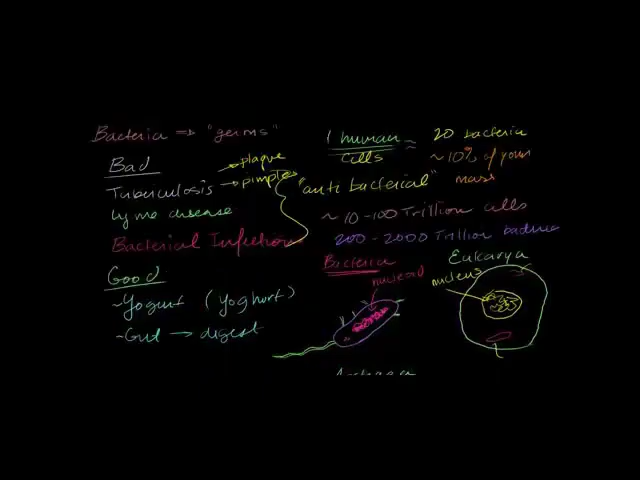 Bacteria => "germs"
Bad
→ plaque
Tuberculosis → pimples
Lyme disease
Bacterial Infections
Good
~Yogurt (Yoghurt)
~Gut → digest
1 human cells ≈ 20 bacteria
~10% of your mass
"anti bacterial"
~10-100 Trillion cells
200-2000 Trillion bacteria
Bacteria
nucleoid
Eukarya
nucleus